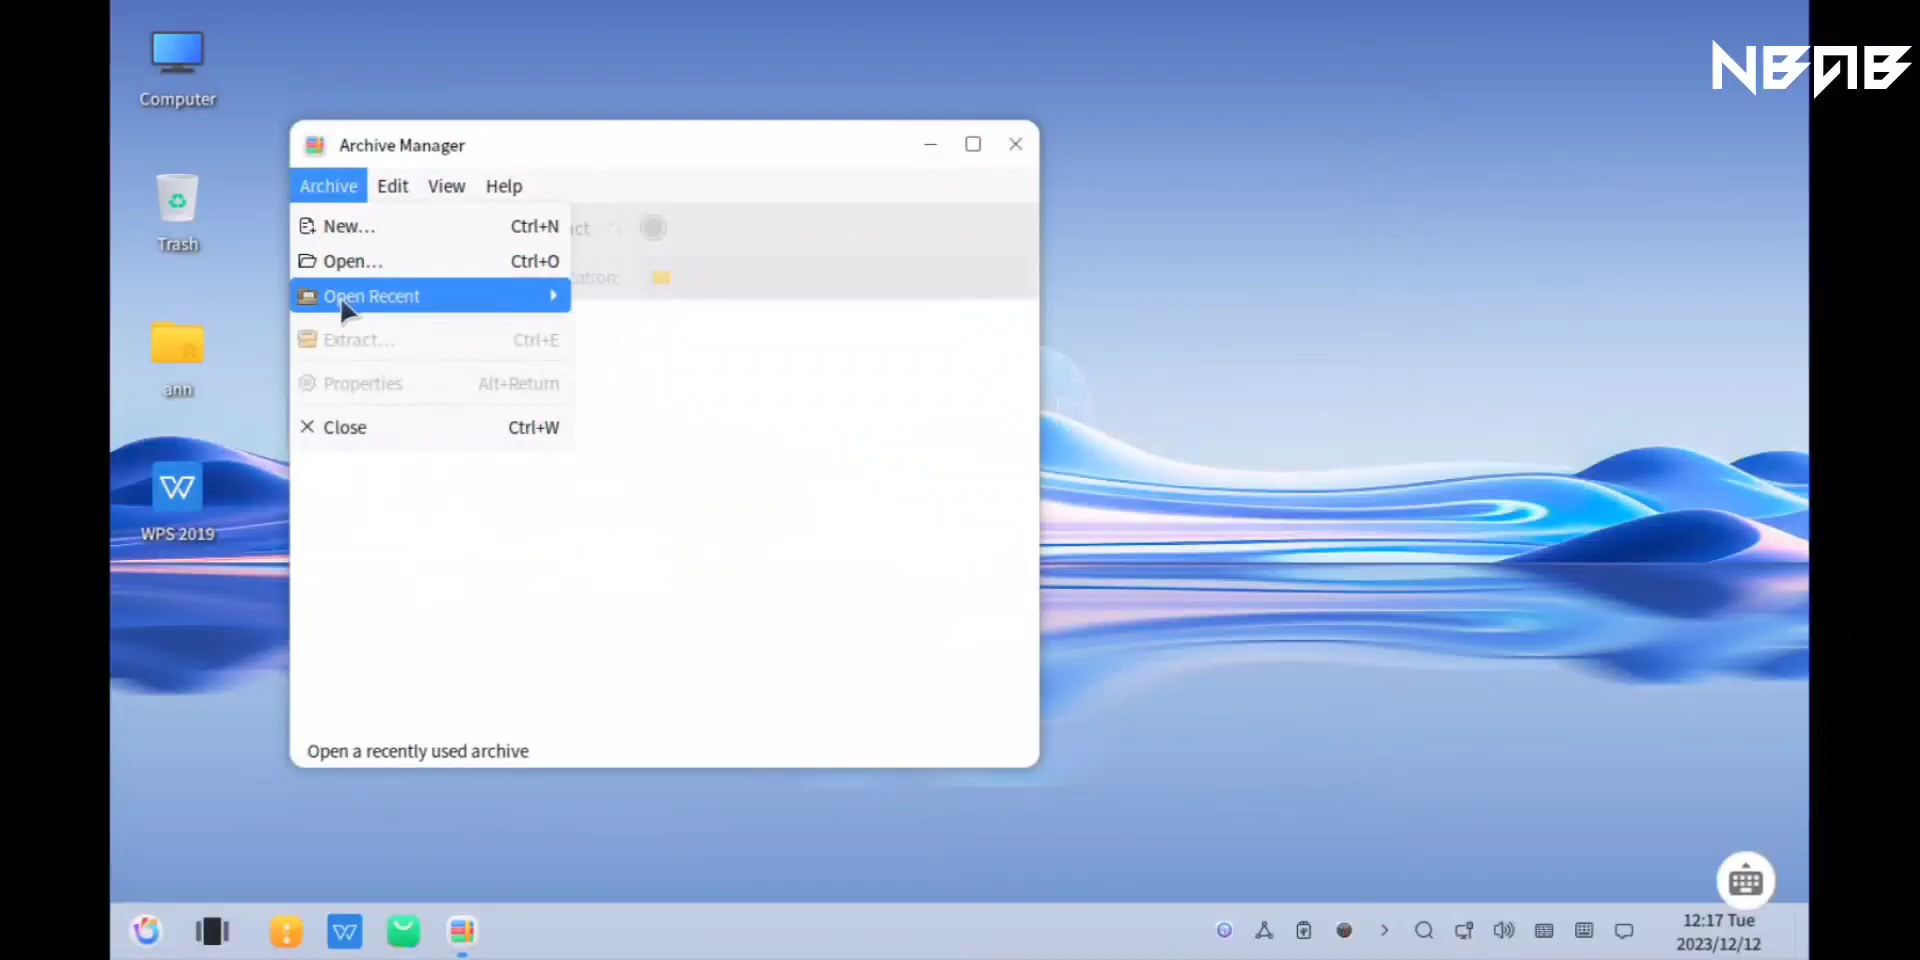 NBAB
Computer
Trash
ann
WPS 2019
Archive Manager
Archive Edit View Help
New... Ctrl+N
Open... Ctrl+O
Open Recent
Extract... Ctrl+E
Properties Alt+Return
Close Ctrl+W
Open a recently used archive
12:17 Tue
2023/12/12